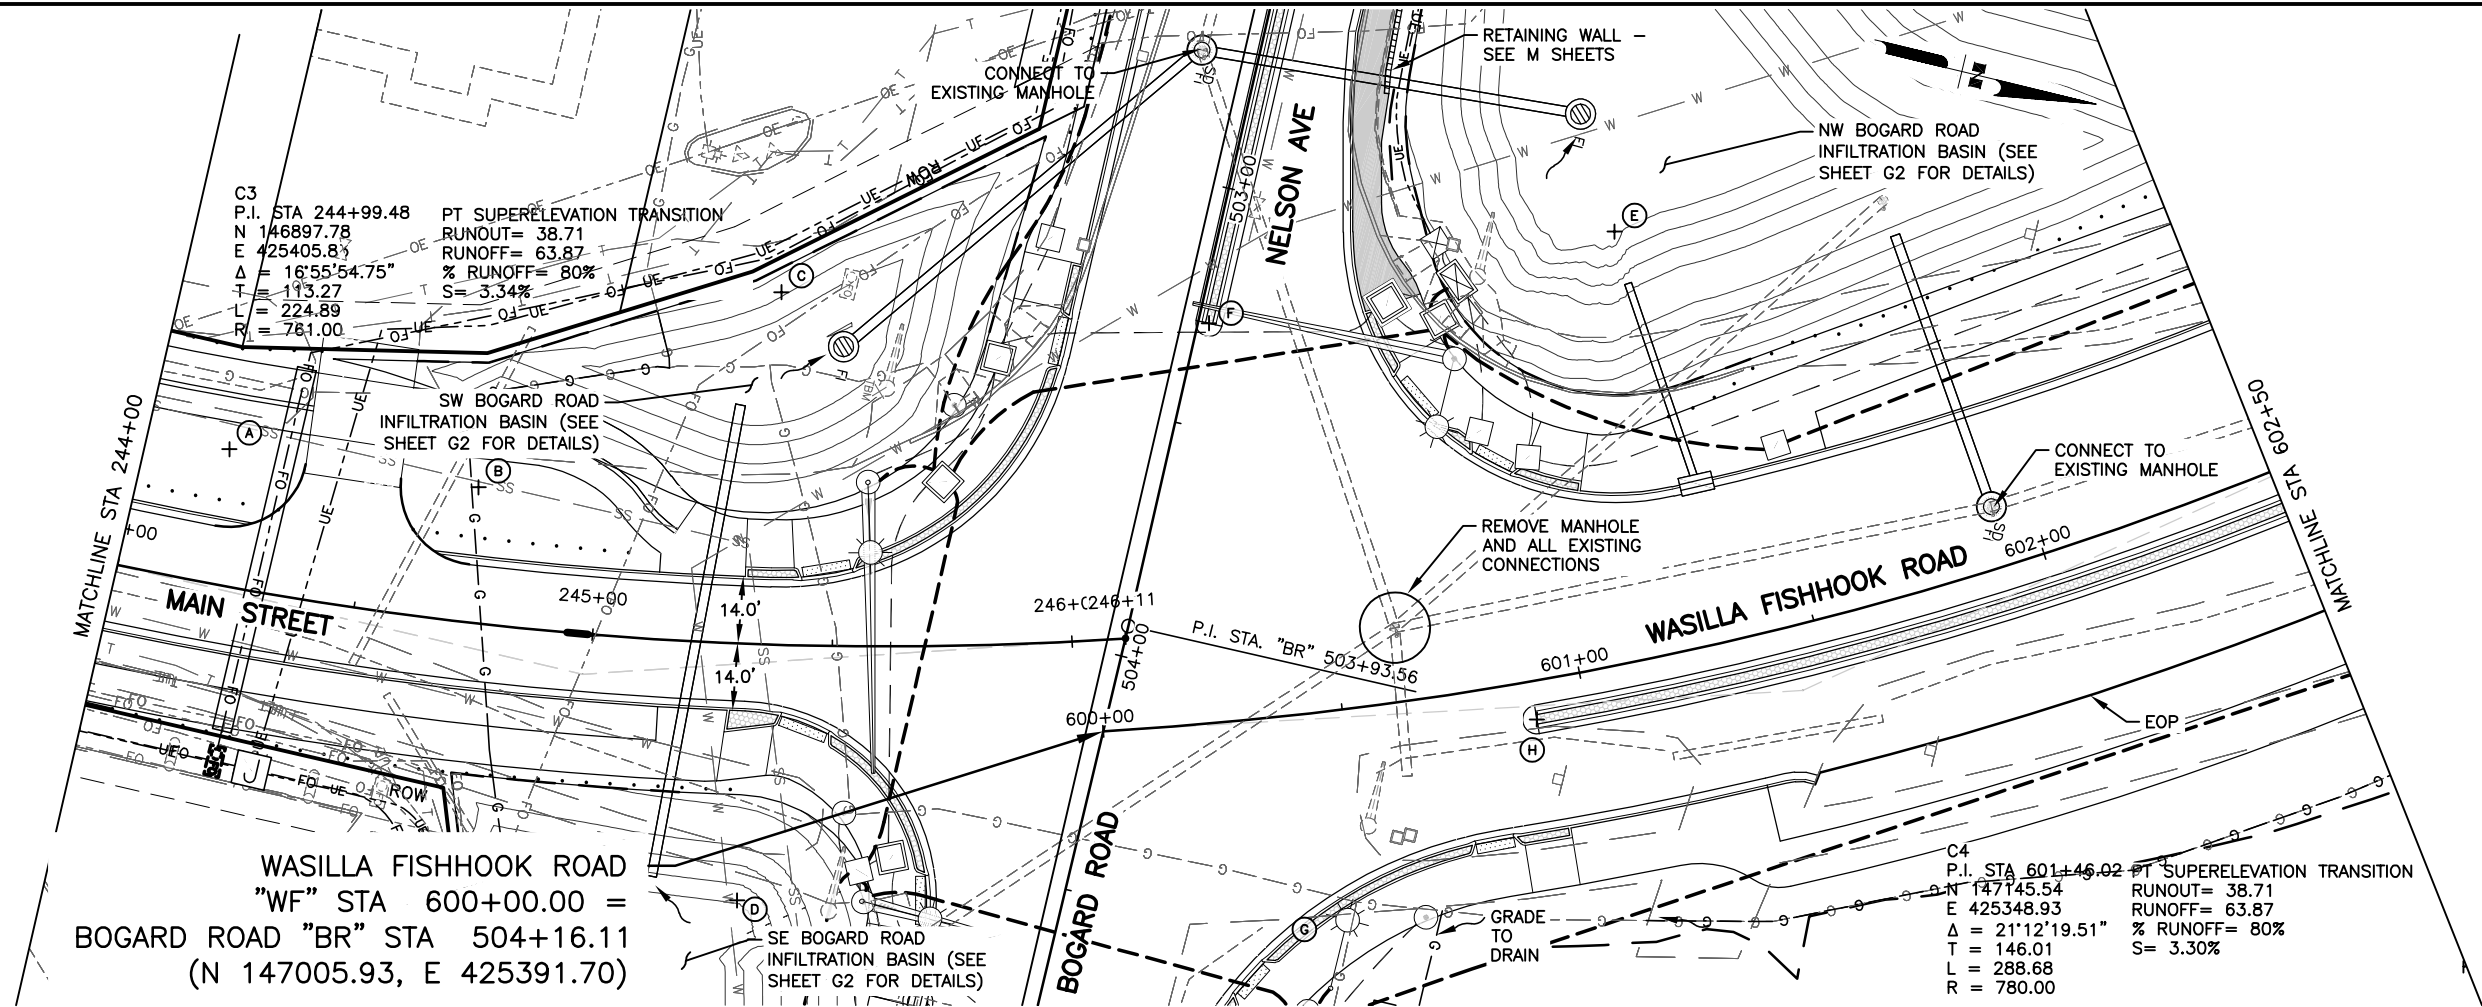 RETAINING WALL –
SEE M SHEETS
CONNECT TO
EXISTING MANHOLE
N
NW BOGARD ROAD
INFILTRATION BASIN (SEE
SHEET G2 FOR DETAILS)
NELSON AVE
503+00
ROW
C3
P.I. STA 244+99.48
N 146897.78
E 425405.8
Δ = 16°55'54.75"
T = 113.27
L = 224.89
R = 761.00
PT SUPERELEVATION TRANSITION
RUNOUT= 38.71
RUNOFF= 63.87
% RUNOFF= 80%
S= 3.34%
C
E
F
SW BOGARD ROAD
INFILTRATION BASIN (SEE
SHEET G2 FOR DETAILS)
A
B
MATCHLINE STA 244+00
+00
MAIN STREET
245+00
14.0'
14.0'
246+0
246+11
504+00
P.I. STA. "BR" 503+93.56
600+00
601+00
602+00
WASILLA FISHHOOK ROAD
REMOVE MANHOLE
AND ALL EXISTING
CONNECTIONS
CONNECT TO
EXISTING MANHOLE
MATCHLINE STA 602+50
H
EOP
ROW
WASILLA FISHHOOK ROAD
"WF" STA 600+00.00 =
BOGARD ROAD "BR" STA 504+16.11
(N 147005.93, E 425391.70)
D
SE BOGARD ROAD
INFILTRATION BASIN (SEE
SHEET G2 FOR DETAILS)
BOGARD ROAD
G
GRADE
TO
DRAIN
C4
P.I. STA 601+46.02
N 147145.54
E 425348.93
Δ = 21°12'19.51"
T = 146.01
L = 288.68
R = 780.00
PT SUPERELEVATION TRANSITION
RUNOUT= 38.71
RUNOFF= 63.87
% RUNOFF= 80%
S= 3.30%